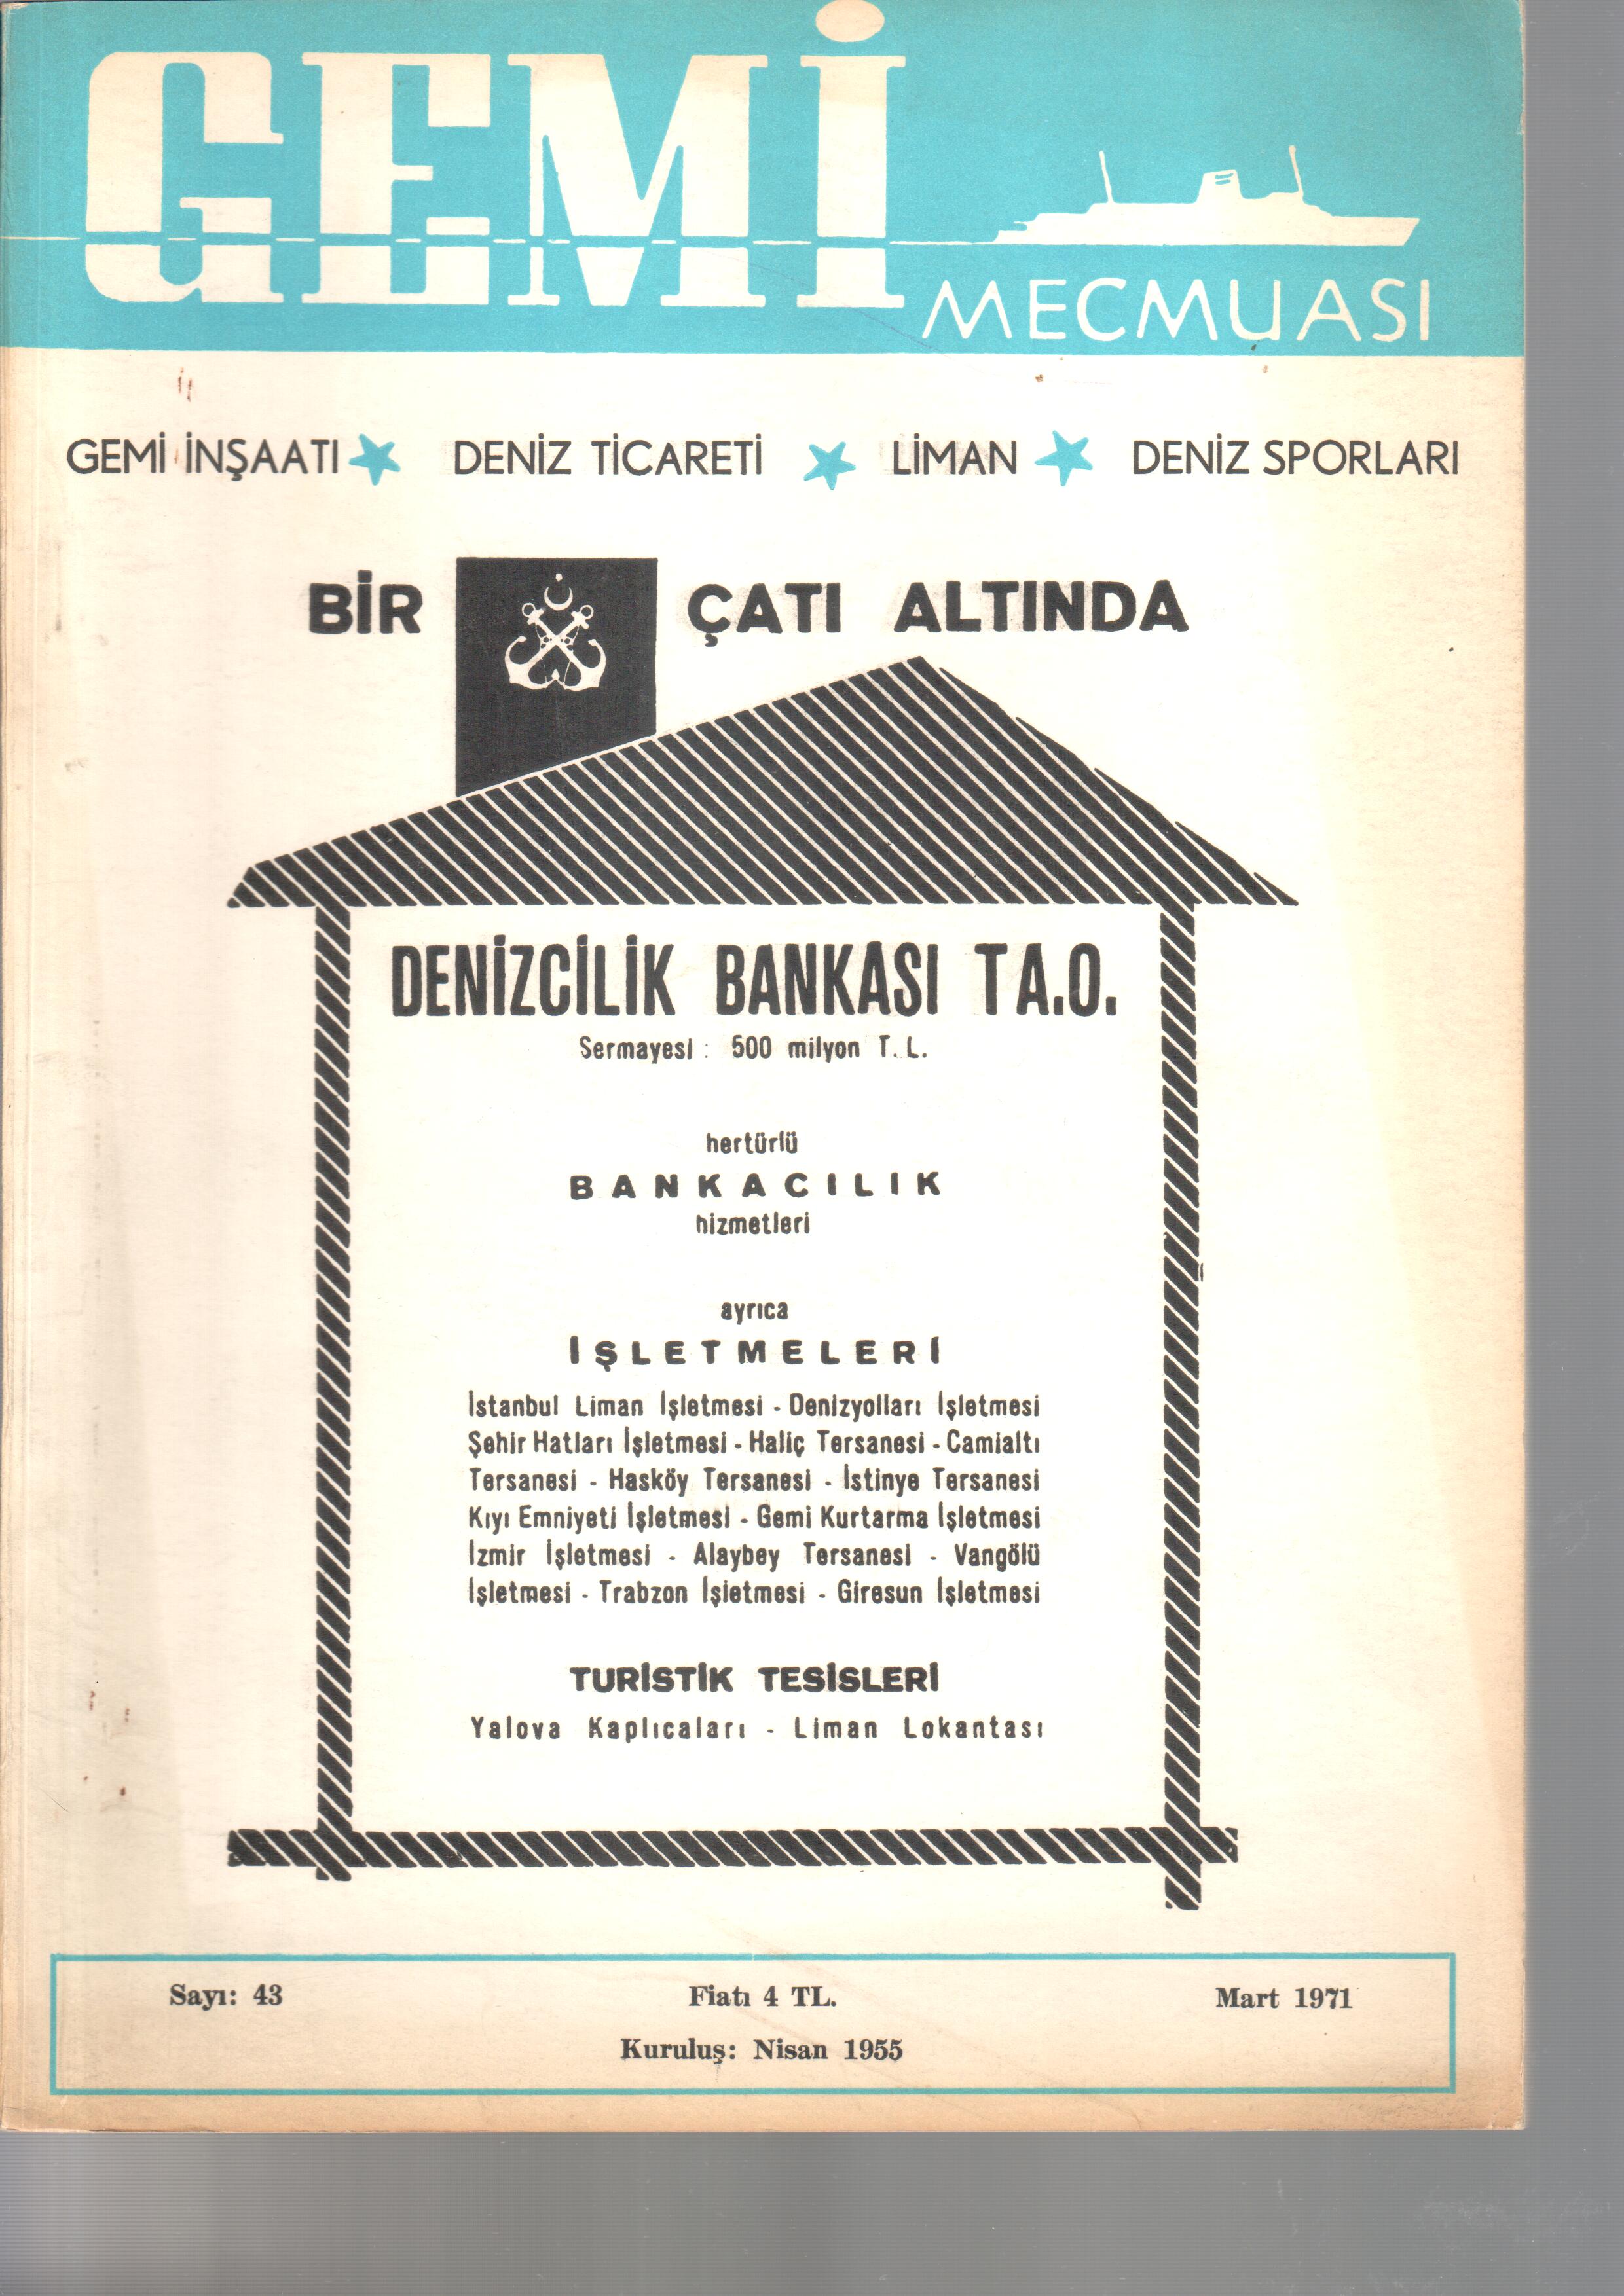 GEMİ
MECMUASI
GEMİ İNŞAATI DENİZ TİCARETİ LİMAN DENİZ SPORLARI
BİR ÇATI ALTINDA
DENİZCİLİK BANKASI T A.O.
Sermayesi : 500 milyon T. L.
hertürlü
BANKACILIK
hizmetleri
ayrıca
İŞLETMELERİ
İstanbul Liman İşletmesi - Denizyolları İşletmesi
Şehir Hatları İşletmesi - Haliç Tersanesi - Camialtı
Tersanesi - Hasköy Tersanesi - İstinye Tersanesi
Kıyı Emniyeti İşletmesi - Gemi Kurtarma İşletmesi
İzmir İşletmesi - Alaybey Tersanesi - Vangölü
İşletmesi - Trabzon İşletmesi - Giresun İşletmesi
TURİSTİK TESİSLERİ
Yalova Kaplıcaları - Liman Lokantası
Sayı: 43 Fiatı 4 TL. Mart 1971
Kuruluş: Nisan 1955